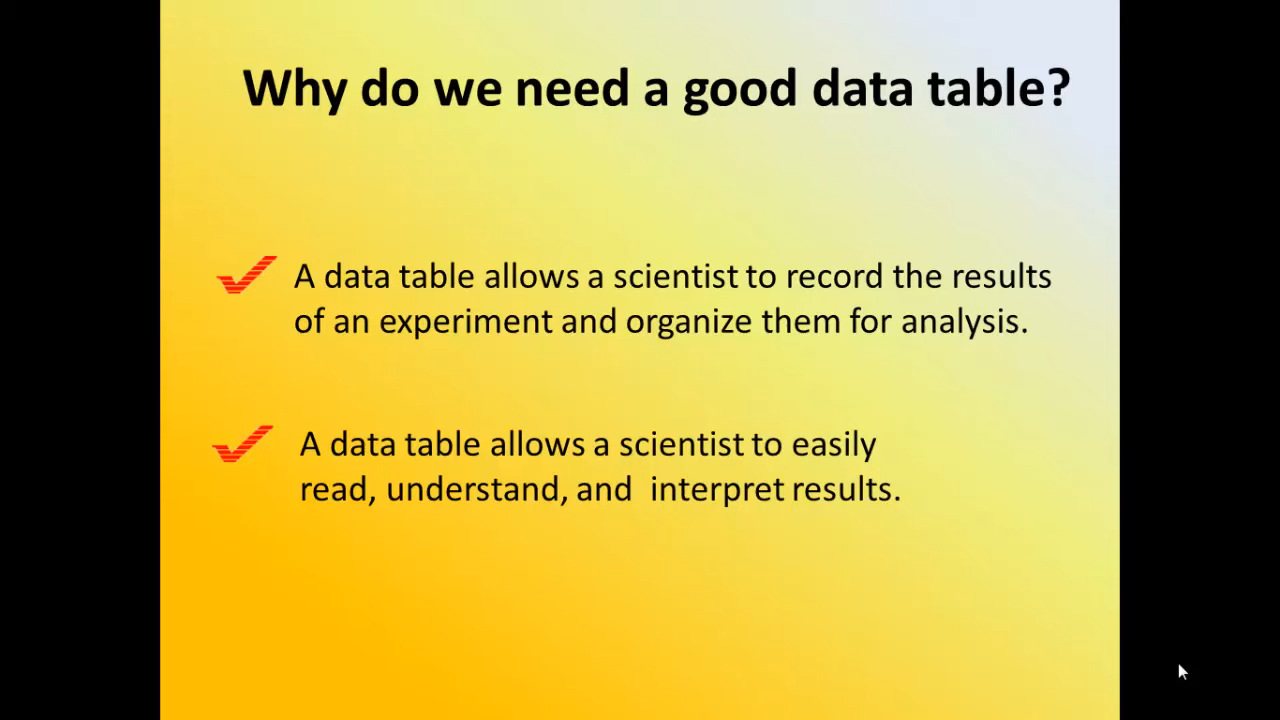 Why do we need a good data table?
A data table allows a scientist to record the results
of an experiment and organize them for analysis.
A data table allows a scientist to easily
read, understand, and  interpret results.